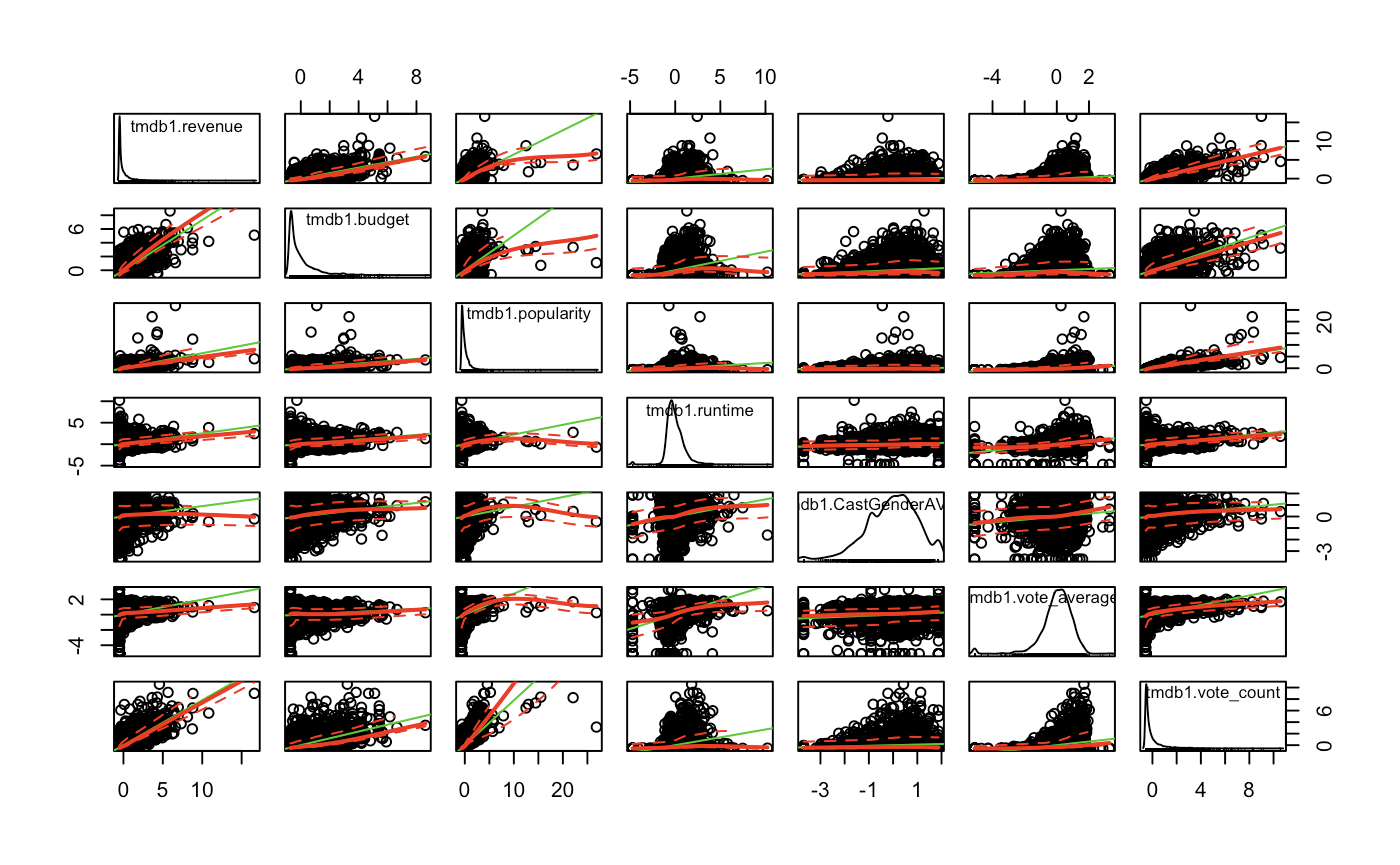 0 4 8 -5 0 5 10 -4 0 2
tmdb1.revenue 0 10
0 6 tmdb1.budget
tmdb1.popularity 0 20
-5 5 tmdb1.runtime
db1.CastGenderAV -3 0
-4 2 mdb1.vote_average
tmdb1.vote_count 0 6
0 5 10 0 10 20 -3 -1 1 0 4 8